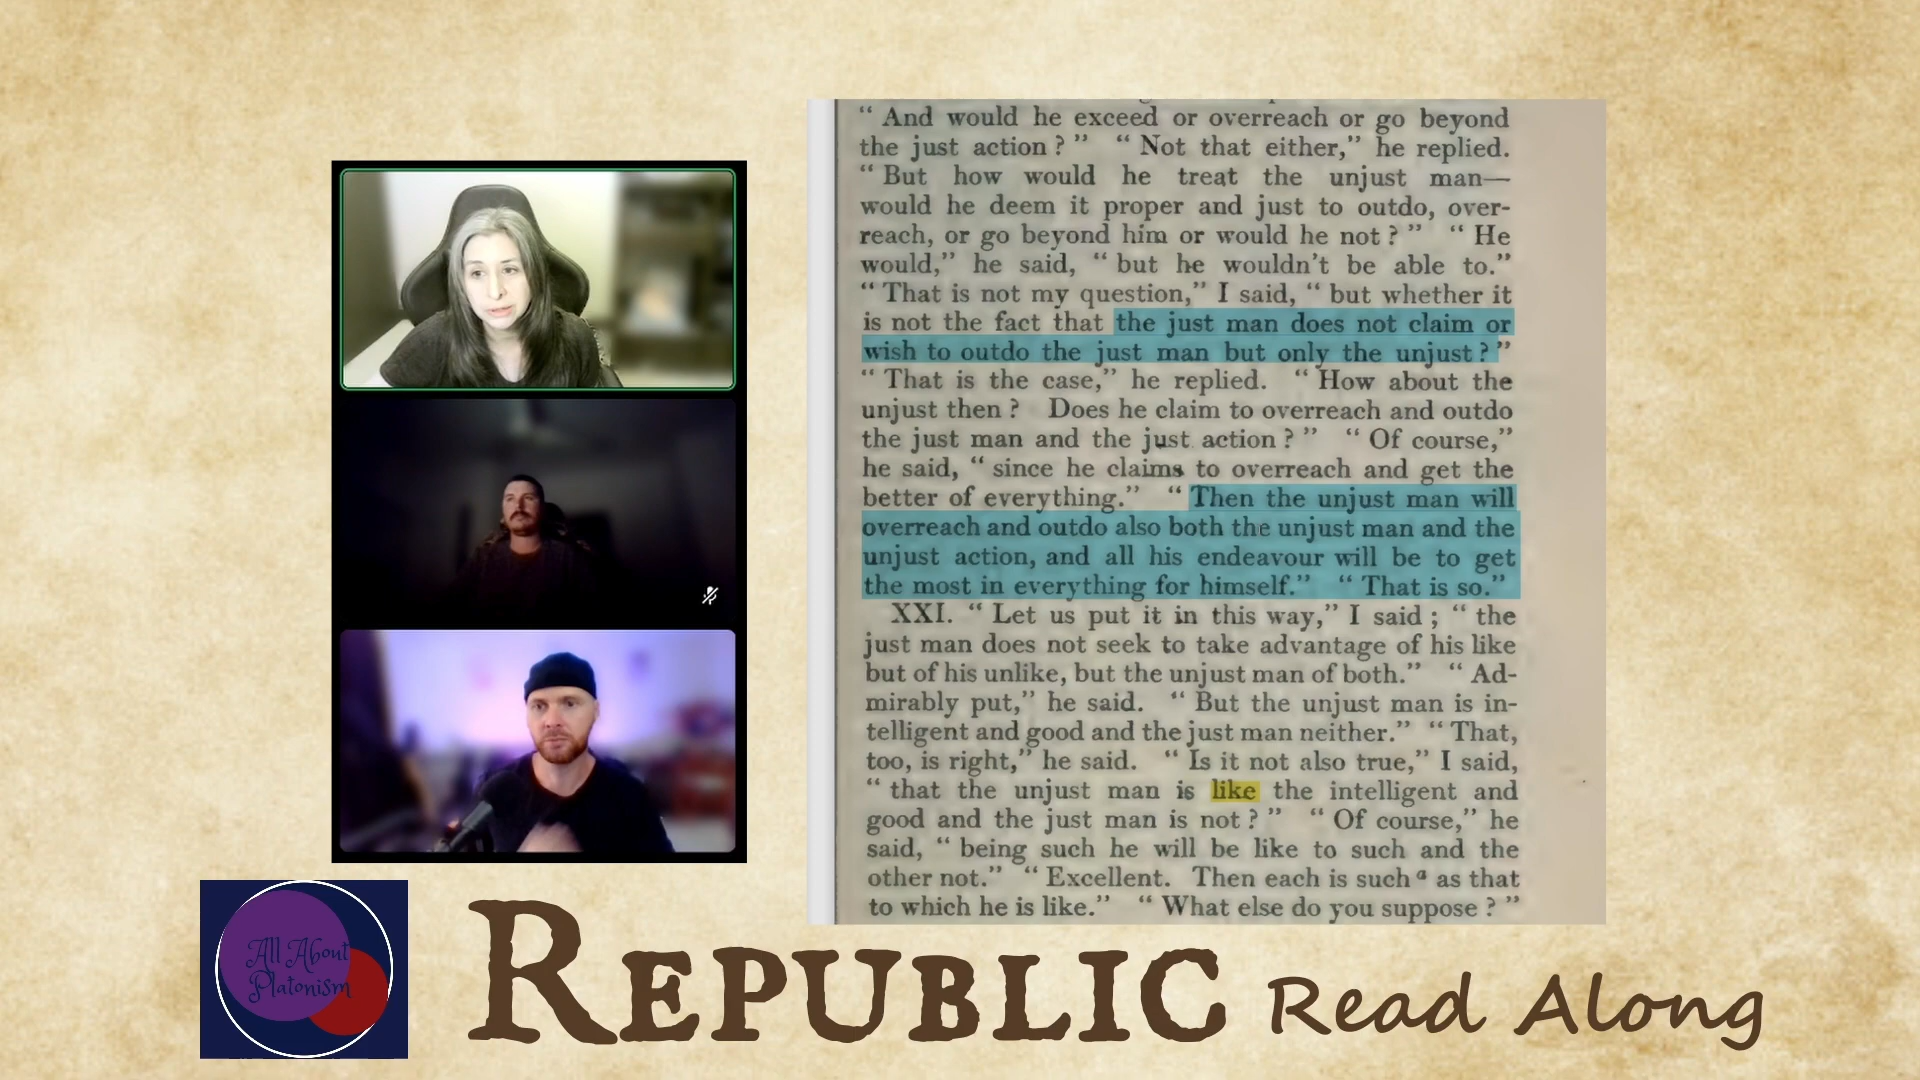 “ And would he exceed or overreach or go beyond
the just action ? ” “ Not that either,” he replied.
“ But how would he treat the unjust man—
would he deem it proper and just to outdo, over-
reach, or go beyond him or would he not ? ” “ He
would,” he said, “ but he wouldn’t be able to.”
“ That is not my question,” I said, “ but whether it
is not the fact that the just man does not claim or
wish to outdo the just man but only the unjust ? ”
“ That is the case,” he replied. “ How about the
unjust then ? Does he claim to overreach and outdo
the just man and the just action ? ” “ Of course,”
he said, “ since he claims to overreach and get the
better of everything.” “ Then the unjust man will
overreach and outdo also both the unjust man and the
unjust action, and all his endeavour will be to get
the most in everything for himself.” “ That is so.”
XXI. “ Let us put it in this way,” I said ; “ the
just man does not seek to take advantage of his like
but of his unlike, but the unjust man of both.” “ Ad-
mirably put,” he said. “ But the unjust man is in-
telligent and good and the just man neither.” “ That,
too, is right,” he said. “ Is it not also true,” I said,
“ that the unjust man is like the intelligent and
good and the just man is not ? ” “ Of course,” he
said, “ being such he will be like to such and the
other not.” “ Excellent. Then each is such a as that
to which he is like.” “ What else do you suppose ? ”
All About
Platonism
REPUBLIC Read Along